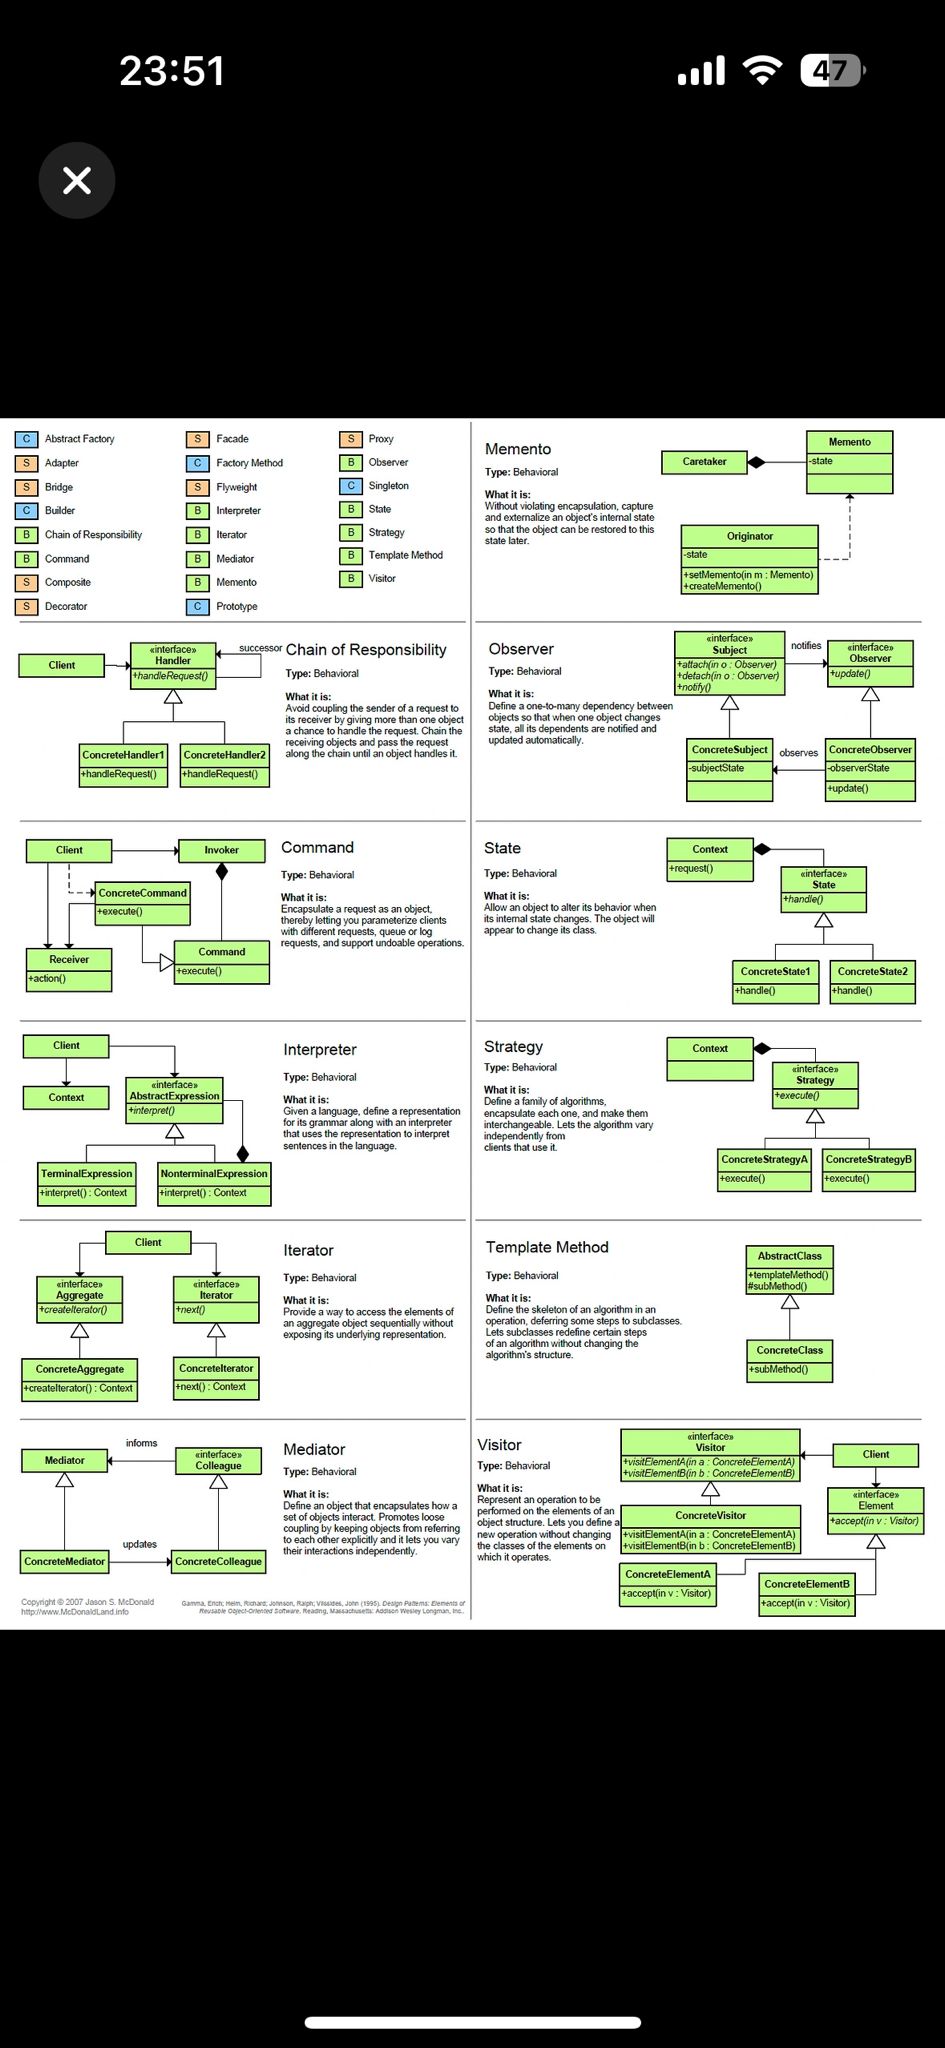 23:51
47
C Abstract Factory
S Adapter
S Bridge
C Builder
B Chain of Responsibility
B Command
S Composite
S Decorator
S Facade
C Factory Method
S Flyweight
B Interpreter
B Iterator
B Mediator
B Memento
C Prototype
S Proxy
B Observer
C Singleton
B State
B Strategy
B Template Method
B Visitor
Memento
Type: Behavioral
What it is:
Without violating encapsulation, capture
and externalize an object's internal state
so that the object can be restored to this
state later.
Caretaker
Memento
-state
Originator
-state
+setMemento(in m : Memento)
+createMemento()
Client
«interface»
Handler
+handleRequest()
successor
ConcreteHandler1
+handleRequest()
ConcreteHandler2
+handleRequest()
Chain of Responsibility
Type: Behavioral
What it is:
Avoid coupling the sender of a request to
its receiver by giving more than one object
a chance to handle the request. Chain the
receiving objects and pass the request
along the chain until an object handles it.
Observer
Type: Behavioral
What it is:
Define a one-to-many dependency between
objects so that when one object changes
state, all its dependents are notified and
updated automatically.
«interface»
Subject
+attach(in o : Observer)
+detach(in o : Observer)
+notify()
notifies
«interface»
Observer
+update()
ConcreteSubject
-subjectState
observes
ConcreteObserver
-observerState
+update()
Client
Invoker
ConcreteCommand
+execute()
Receiver
+action()
Command
+execute()
Command
Type: Behavioral
What it is:
Encapsulate a request as an object,
thereby letting you parameterize clients
with different requests, queue or log
requests, and support undoable operations.
State
Type: Behavioral
What it is:
Allow an object to alter its behavior when
its internal state changes. The object will
appear to change its class.
Context
+request()
«interface»
State
+handle()
ConcreteState1
+handle()
ConcreteState2
+handle()
Client
Context
«interface»
AbstractExpression
+interpret()
TerminalExpression
+interpret() : Context
NonterminalExpression
+interpret() : Context
Interpreter
Type: Behavioral
What it is:
Given a language, define a representation
for its grammar along with an interpreter
that uses the representation to interpret
sentences in the language.
Strategy
Type: Behavioral
What it is:
Define a family of algorithms,
encapsulate each one, and make them
interchangeable. Lets the algorithm vary
independently from
clients that use it.
Context
«interface»
Strategy
+execute()
ConcreteStrategyA
+execute()
ConcreteStrategyB
+execute()
Client
«interface»
Aggregate
+createIterator()
«interface»
Iterator
+next()
ConcreteAggregate
+createIterator() : Context
ConcreteIterator
+next() : Context
Iterator
Type: Behavioral
What it is:
Provide a way to access the elements of
an aggregate object sequentially without
exposing its underlying representation.
Template Method
Type: Behavioral
What it is:
Define the skeleton of an algorithm in an
operation, deferring some steps to subclasses.
Lets subclasses redefine certain steps
of an algorithm without changing the
algorithm's structure.
AbstractClass
+templateMethod()
#subMethod()
ConcreteClass
+subMethod()
Mediator
informs
«interface»
Colleague
ConcreteMediator
updates
ConcreteColleague
Mediator
Type: Behavioral
What it is:
Define an object that encapsulates how a
set of objects interact. Promotes loose
coupling by keeping objects from referring
to each other explicitly and it lets you vary
their interactions independently.
Visitor
Type: Behavioral
What it is:
Represent an operation to be
performed on the elements of an
object structure. Lets you define a
new operation without changing
the classes of the elements on
which it operates.
«interface»
Visitor
+visitElementA(in a : ConcreteElementA)
+visitElementB(in b : ConcreteElementB)
Client
«interface»
Element
+accept(in v : Visitor)
ConcreteVisitor
+visitElementA(in a : ConcreteElementA)
+visitElementB(in b : ConcreteElementB)
ConcreteElementA
+accept(in v : Visitor)
ConcreteElementB
+accept(in v : Visitor)
Copyright © 2007 Jason S. McDonald
http://www.McDonaldLand.info
Gamma, Erich; Helm, Richard; Johnson, Ralph; Vlissides, John (1995). Design Patterns: Elements of
Reusable Object-Oriented Software, Reading, Massachusetts: Addison Wesley Longman, Inc..